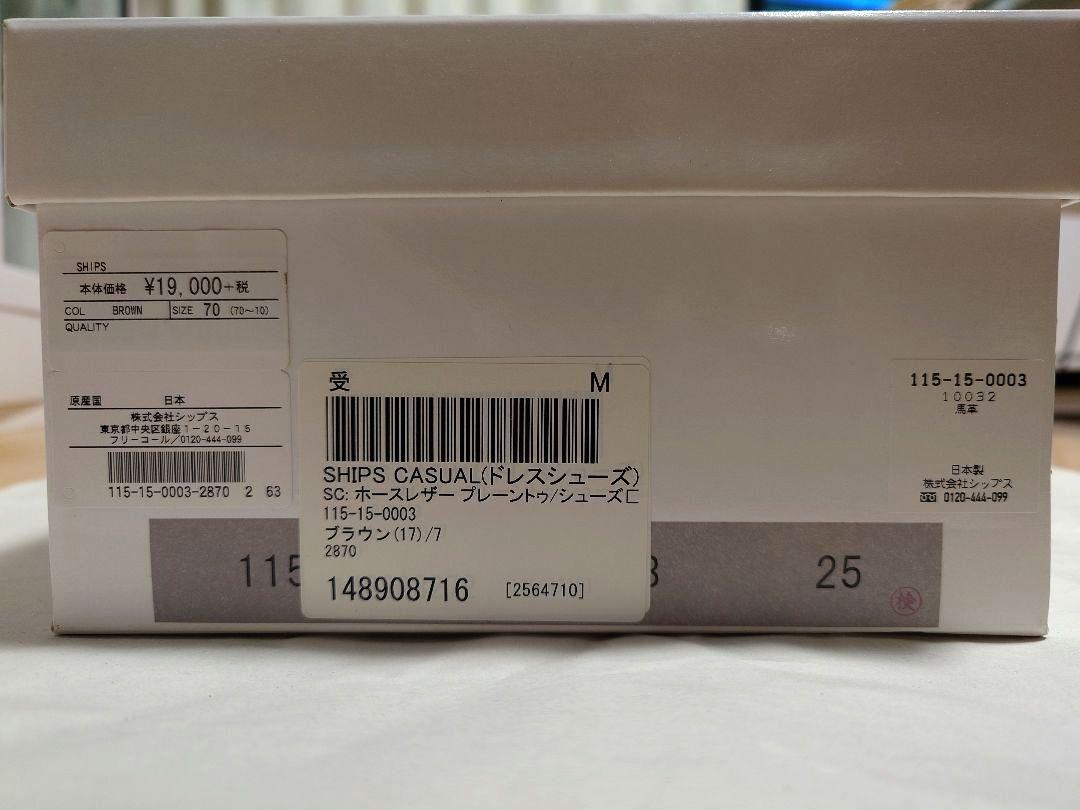 SHIPS
本体価格 ¥19,000+税
COL BROWN SIZE 70 (70~10)
QUALITY
原産国 日本
株式会社シップス
東京都中央区銀座1-20-15
フリーコール/0120-444-099
115-15-0003-2870 2 63
受 M
SHIPS CASUAL(ドレスシューズ)
SC: ホースレザー プレーントゥ/シューズ
115-15-0003
ブラウン(17)/7
2870
148908716 [2564710]
115-15-0003
10032
馬革
日本製
株式会社シップス
0120-444-099
115 3 25
検